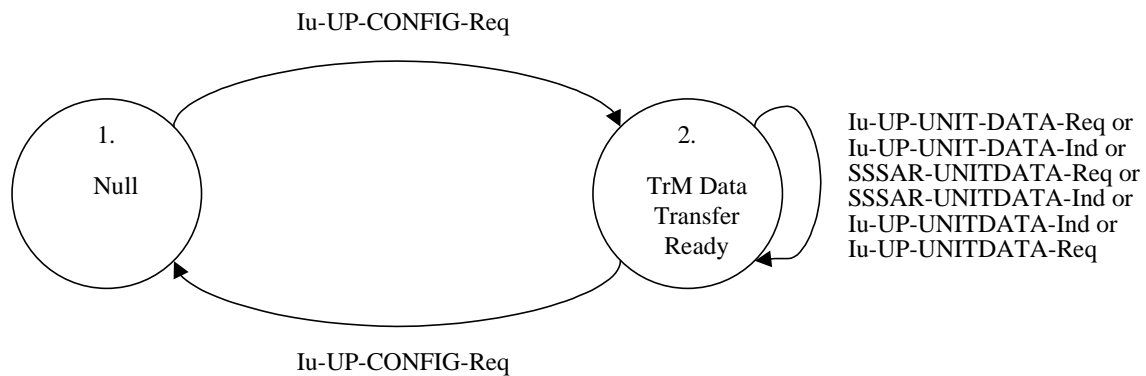 Iu-UP-CONFIG-Req
1.
Null
2.
TrM Data
Transfer
Ready
Iu-UP-UNIT-DATA-Req or
Iu-UP-UNIT-DATA-Ind or
SSSAR-UNITDATA-Req or
SSSAR-UNITDATA-Ind or
Iu-UP-UNITDATA-Ind or
Iu-UP-UNITDATA-Req
Iu-UP-CONFIG-Req